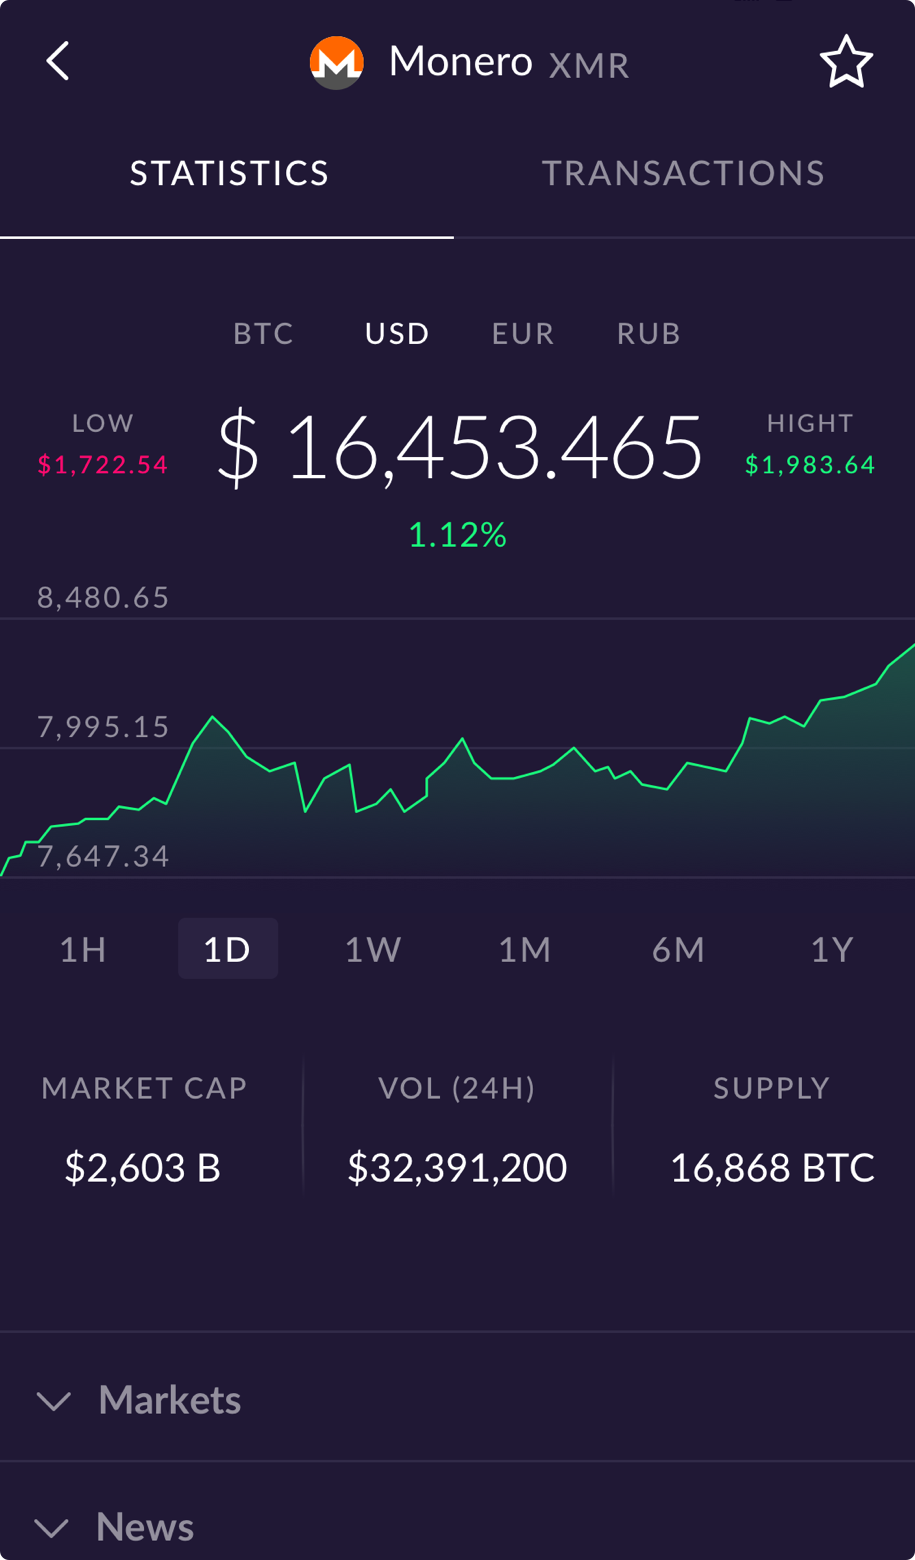 Monero XMR
STATISTICS TRANSACTIONS
BTC USD EUR RUB
LOW $ 16,453.465 HIGHT
$1,722.54 $1,983.64
1.12%
8,480.65
7,995.15
7,647.34
1H 1D 1W 1M 6M 1Y
MARKET CAP VOL (24H) SUPPLY
$2,603 B $32,391,200 16,868 BTC
Markets
News